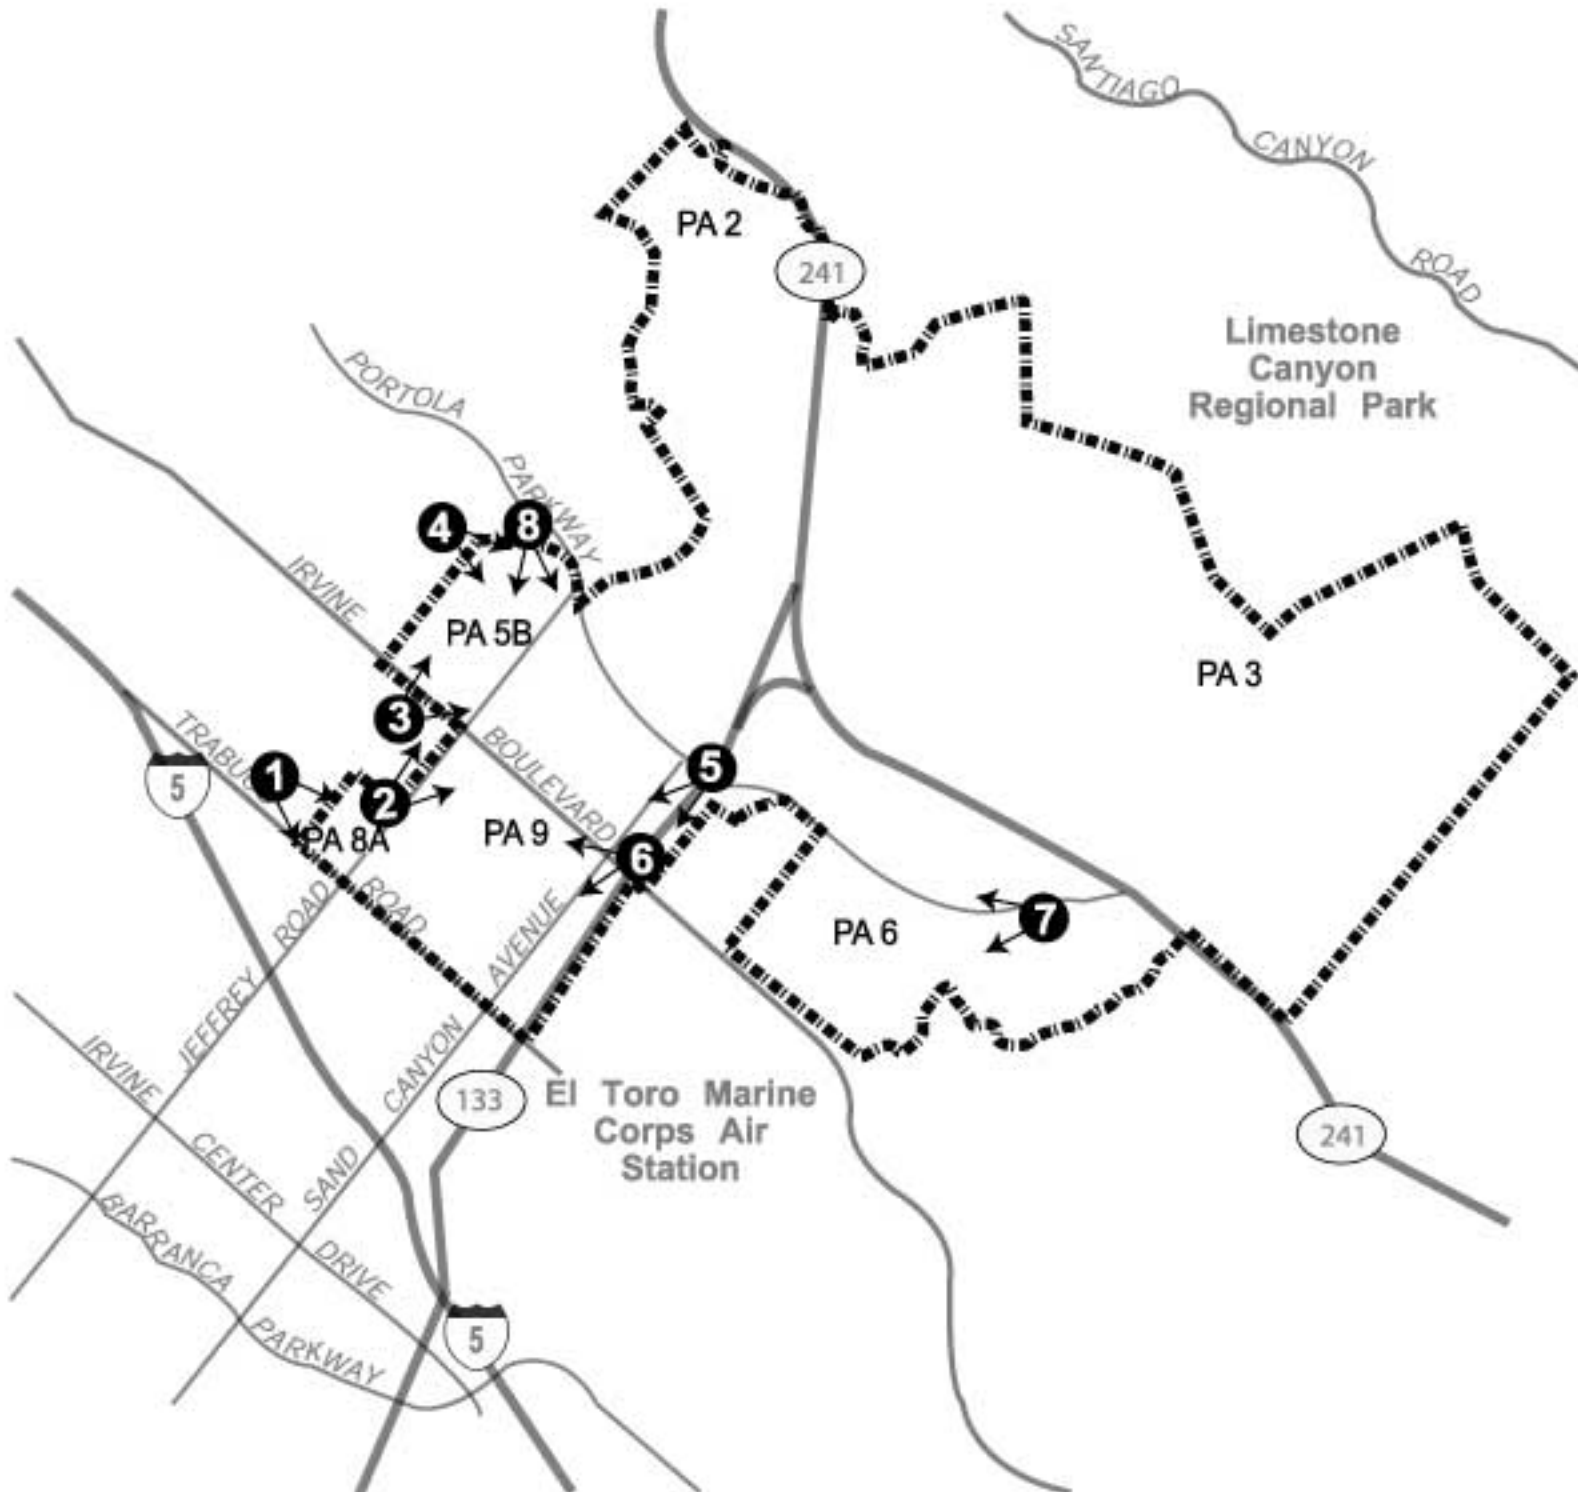 SANTIAGO
CANYON
ROAD
PA 2
241
Limestone
Canyon
Regional Park
PORTOLA
PARKWAY
4
8
IRVINE
BOULEVARD
PA 5B
PA 3
3
TRABUCO
ROAD
5
1
2
5
PA 8A
PA 9
6
PA 6
7
JEFFREY ROAD
SAND CANYON AVENUE
IRVINE
CENTER
DRIVE
133
El Toro Marine
Corps Air
Station
241
BARRANCA
PARKWAY
5